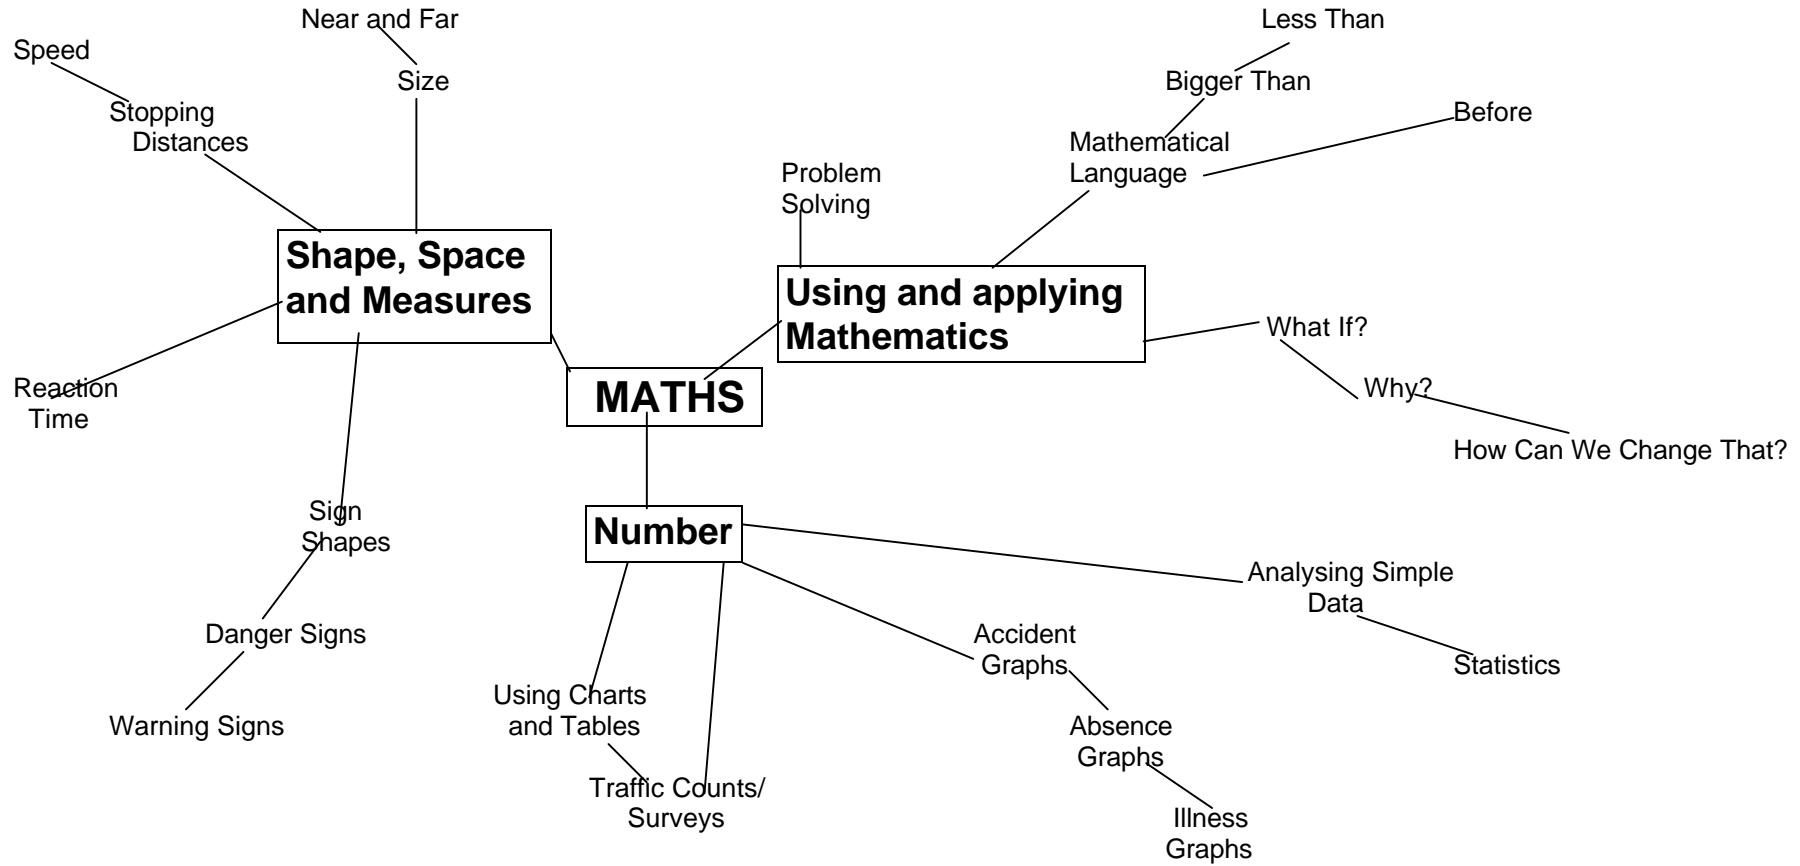 Near and Far
Less Than
Speed
Size
Bigger Than
Stopping
Distances
Before
Mathematical
Language
Problem
Solving
Shape, Space
and Measures
Using and applying
Mathematics
What If?
MATHS
Reaction
Time
Why?
How Can We Change That?
Sign
Shapes
Number
Analysing Simple
Data
Danger Signs
Accident
Graphs
Statistics
Using Charts
and Tables
Warning Signs
Absence
Graphs
Traffic Counts/
Surveys
Illness
Graphs